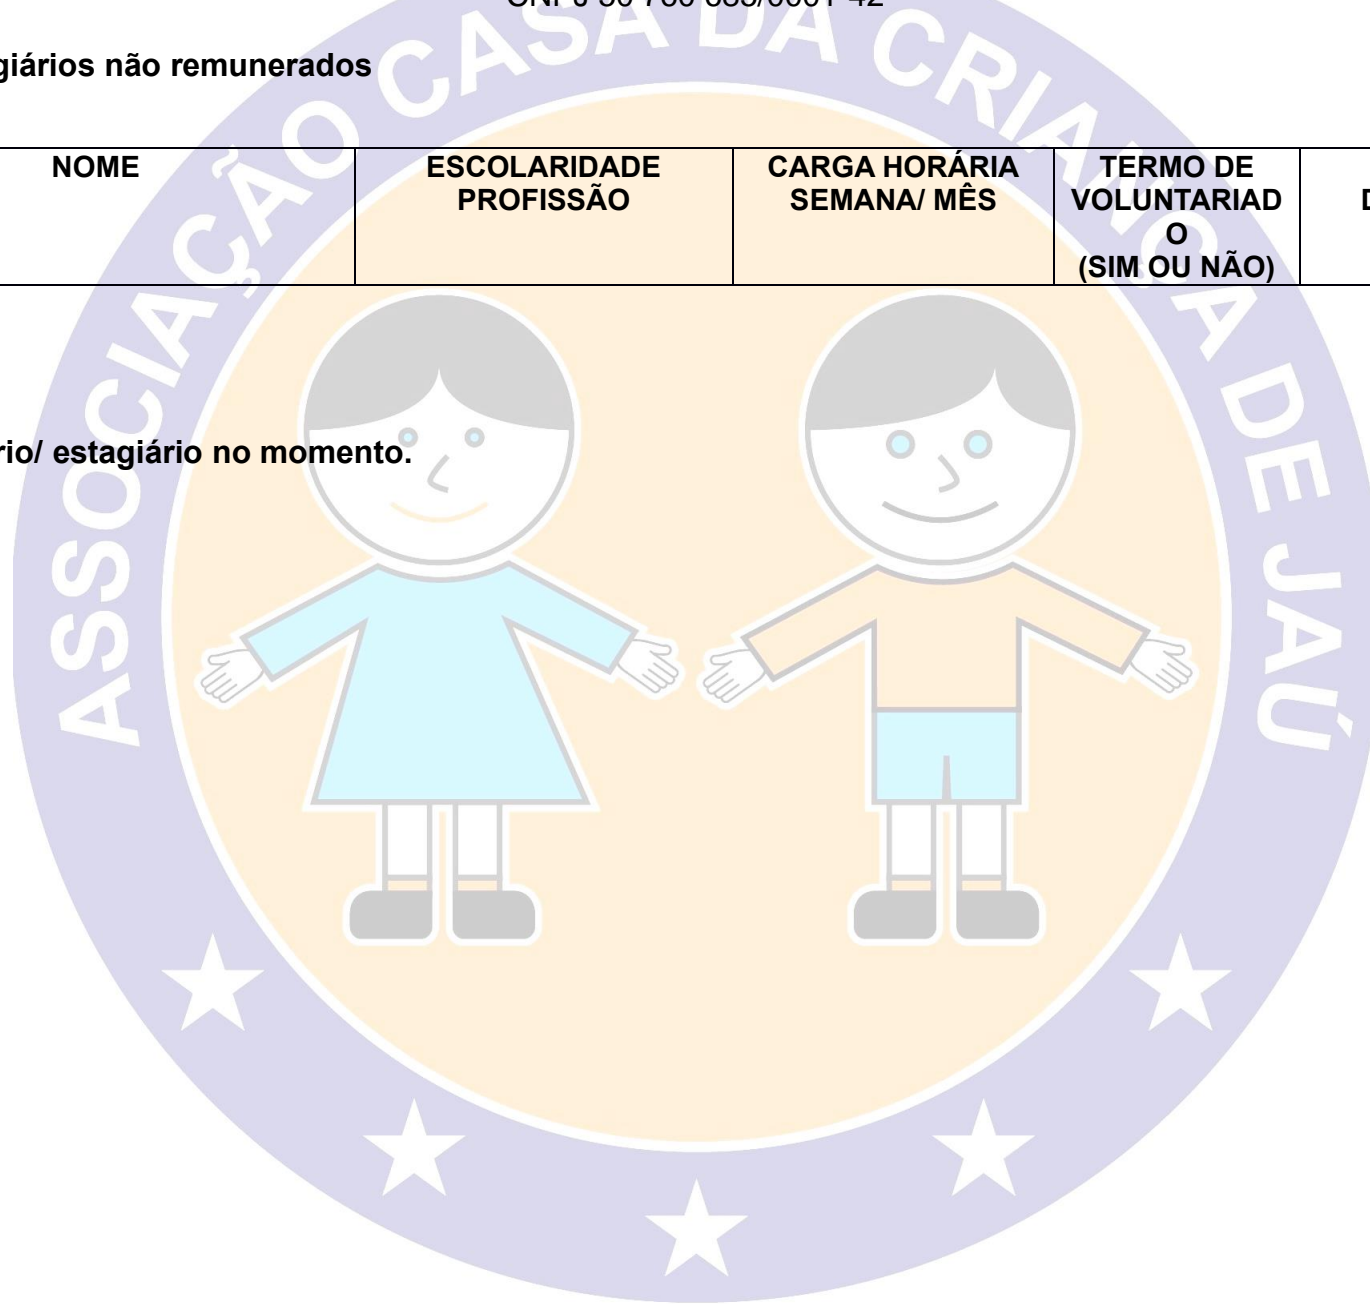 ASSOCIAÇÃO CASA DA CRIANÇA DE JAÚ
giários não remunerados
NOME
ESCOLARIDADE
PROFISSÃO
CARGA HORÁRIA
SEMANA/ MÊS
TERMO DE
VOLUNTARIAD
O
(SIM OU NÃO)
D
rio/ estagiário no momento.